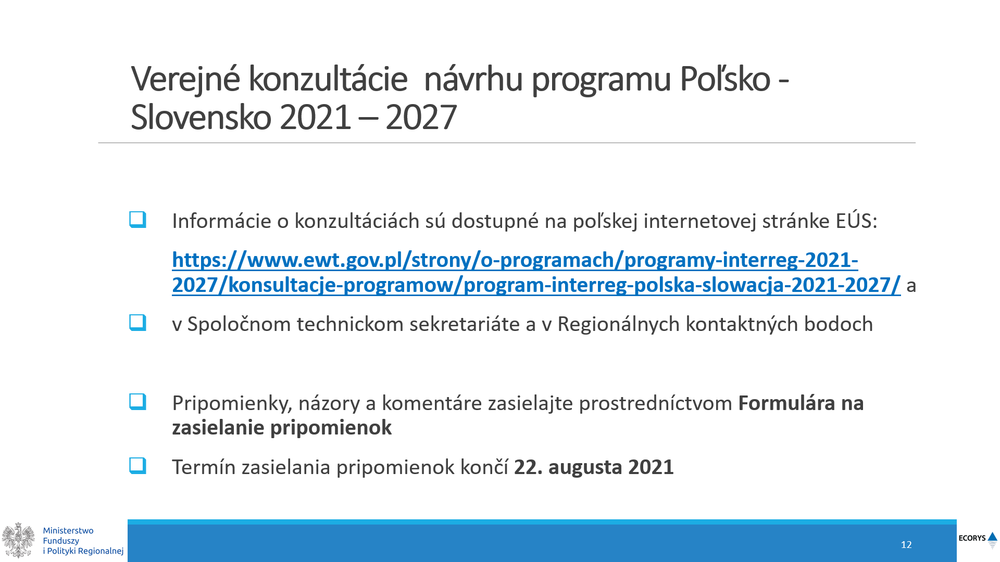 Verejné konzultácie  návrhu programu Poľsko -
Slovensko 2021 – 2027
Informácie o konzultáciách sú dostupné na poľskej internetovej stránke EÚS:
https://www.ewt.gov.pl/strony/o-programach/programy-interreg-2021-
2027/konsultacje-programow/program-interreg-polska-slowacja-2021-2027/ a
v Spoločnom technickom sekretariáte a v Regionálnych kontaktných bodoch
Pripomienky, názory a komentáre zasielajte prostredníctvom Formulára na
zasielanie pripomienok
Termín zasielania pripomienok končí 22. augusta 2021
Ministerstwo
Funduszy
i Polityki Regionalnej
12
ECORYS